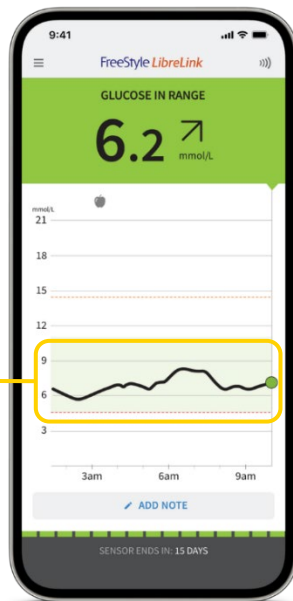 9:41
FreeStyle LibreLink
GLUCOSE IN RANGE
6.2 mmol/L
mmol/L
21
18
15
12
9
6
3
3am 6am 9am
ADD NOTE
SENSOR ENDS IN: 15 DAYS